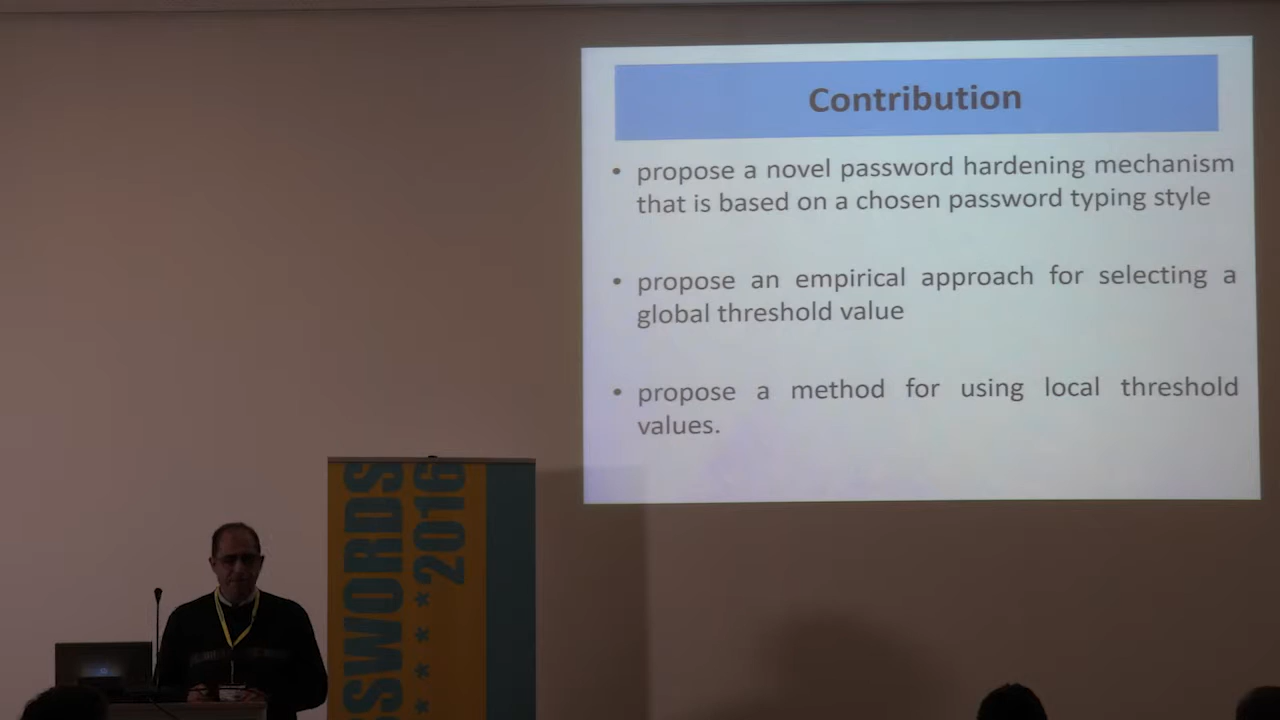 Contribution
• propose a novel password hardening mechanism
that is based on a chosen password typing style
• propose an empirical approach for selecting a
global threshold value
• propose a method for using local threshold
values.
SSWORDS
* * * * *2016